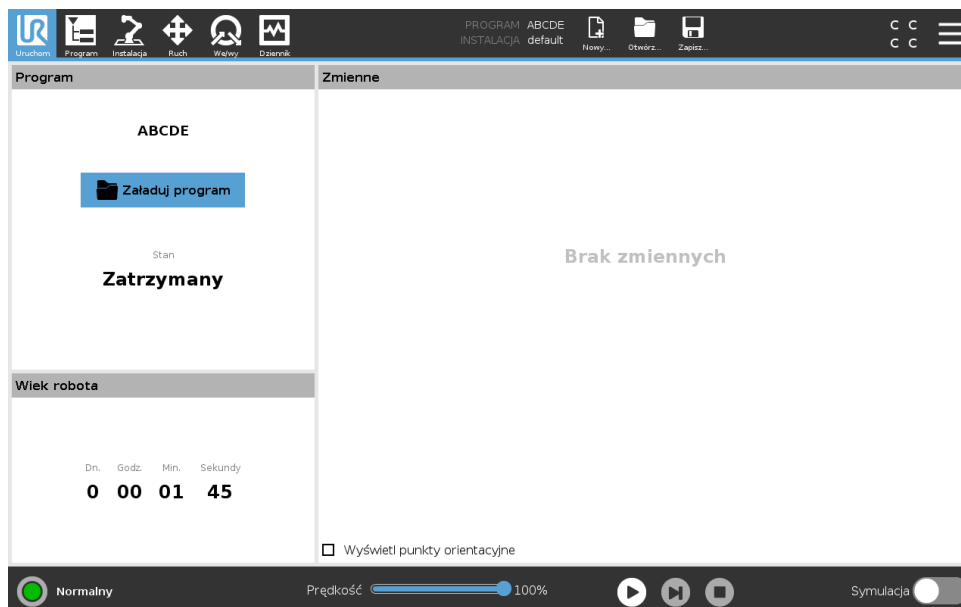 UR
Uruchom
Program
Instalacja
Ruch
We/wy
Dziennik
PROGRAM ABCDE
INSTALACJA default
Nowy...
Otwórz...
Zapisz...
C C
C C
Program
Zmienne
ABCDE
Załaduj program
Stan
Zatrzymany
Brak zmiennych
Wiek robota
Dn. Godz. Min. Sekundy
0 00 01 45
Wyświetl punkty orientacyjne
Normalny
Prędkość 100%
Symulacja